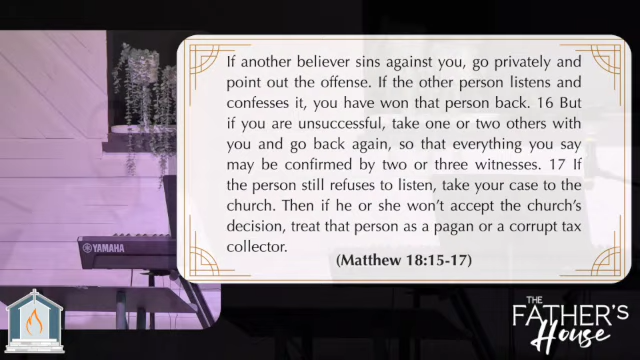 If another believer sins against you, go privately and
point out the offense. If the other person listens and
confesses it, you have won that person back. 16 But
if you are unsuccessful, take one or two others with
you and go back again, so that everything you say
may be confirmed by two or three witnesses. 17 If
the person still refuses to listen, take your case to the
church. Then if he or she won’t accept the church’s
decision, treat that person as a pagan or a corrupt tax
collector.
(Matthew 18:15-17)
YAMAHA
THE
FATHER'S
House